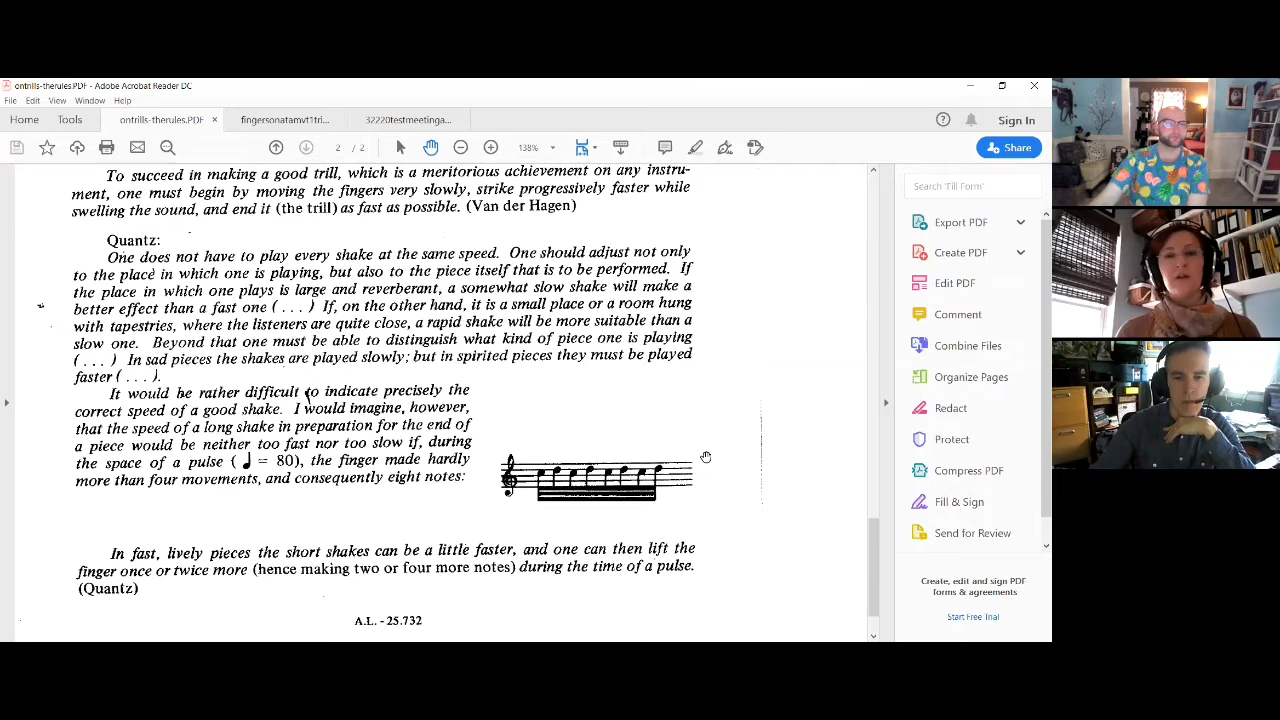 ontrills-therules.PDF - Adobe Acrobat Reader DC
File Edit View Window Help
Home Tools ontrills-therules.PDF × fingersonatamvt1tri... 32220testmeetinga... Sign In
2 / 2 138% Share
To succeed in making a good trill, which is a meritorious achievement on any instru-
ment, one must begin by moving the fingers very slowly, strike progressively faster while
swelling the sound, and end it (the trill) as fast as possible. (Van der Hagen)
Quantz:
One does not have to play every shake at the same speed. One should adjust not only
to the place in which one is playing, but also to the piece itself that is to be performed. If
the place in which one plays is large and reverberant, a somewhat slow shake will make a
better effect than a fast one ( . . . ) If, on the other hand, it is a small place or a room hung
with tapestries, where the listeners are quite close, a rapid shake will be more suitable than a
slow one. Beyond that one must be able to distinguish what kind of piece one is playing
( . . . ) In sad pieces the shakes are played slowly; but in spirited pieces they must be played
faster ( . . . ).
It would be rather difficult to indicate precisely the
correct speed of a good shake. I would imagine, however,
that the speed of a long shake in preparation for the end of
a piece would be neither too fast nor too slow if, during
the space of a pulse ( ♩ = 80), the finger made hardly
more than four movements, and consequently eight notes:
In fast, lively pieces the short shakes can be a little faster, and one can then lift the
finger once or twice more (hence making two or four more notes) during the time of a pulse.
(Quantz)
A.L. - 25.732
Search 'Fill Form'
Export PDF
Create PDF
Edit PDF
Comment
Combine Files
Organize Pages
Redact
Protect
Compress PDF
Fill & Sign
Send for Review
Create, edit and sign PDF
forms & agreements
Start Free Trial